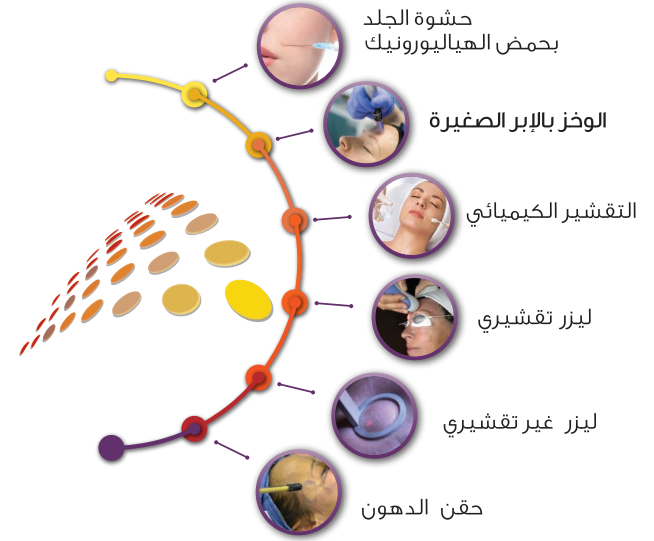 حشوة الجلد
بحمض الهياليورونيك
الوخز بالإبر الصغيرة
التقشير الكيميائي
ليزر تقشيري
ليزر غير تقشيري
حقن الدهون